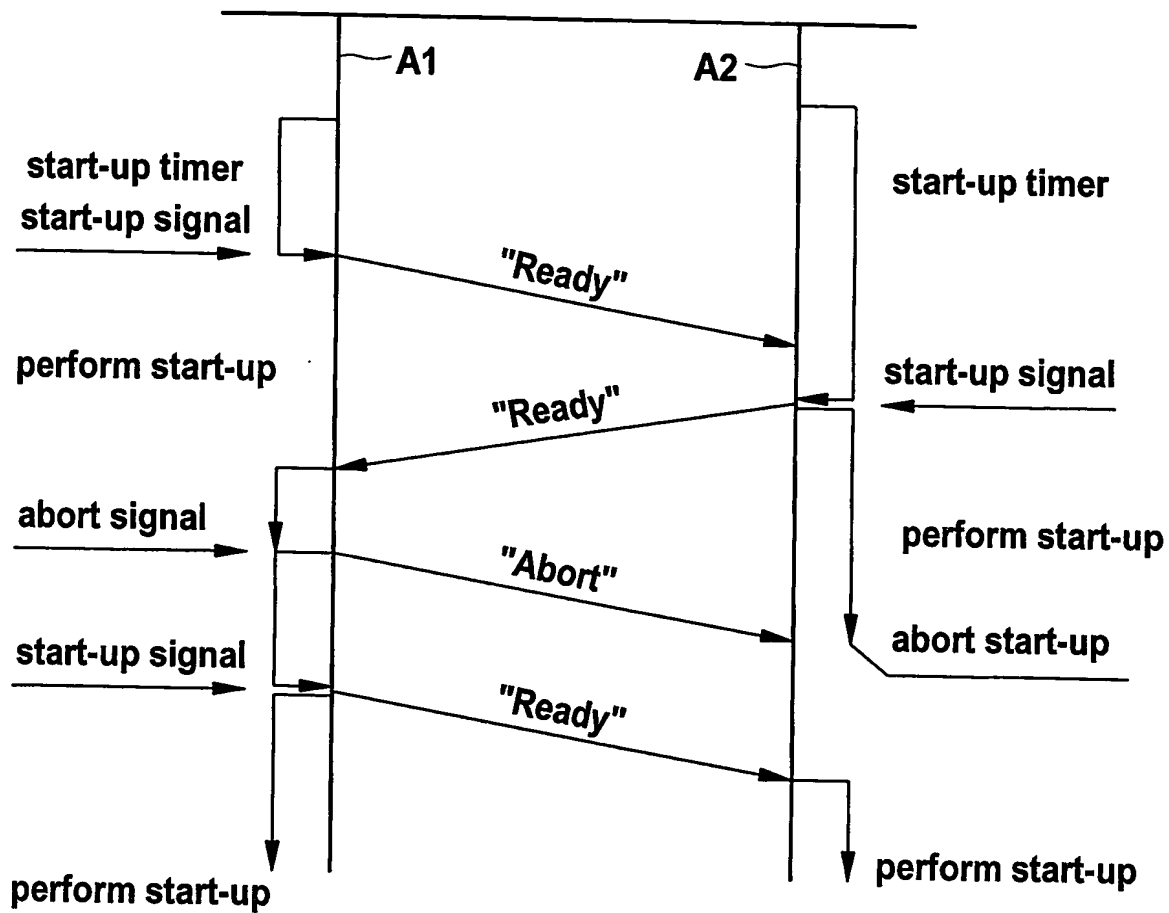 A1
A2
start-up timer
start-up timer
start-up signal
"Ready"
perform start-up
start-up signal
"Ready"
abort signal
perform start-up
"Abort"
start-up signal
abort start-up
"Ready"
perform start-up
perform start-up